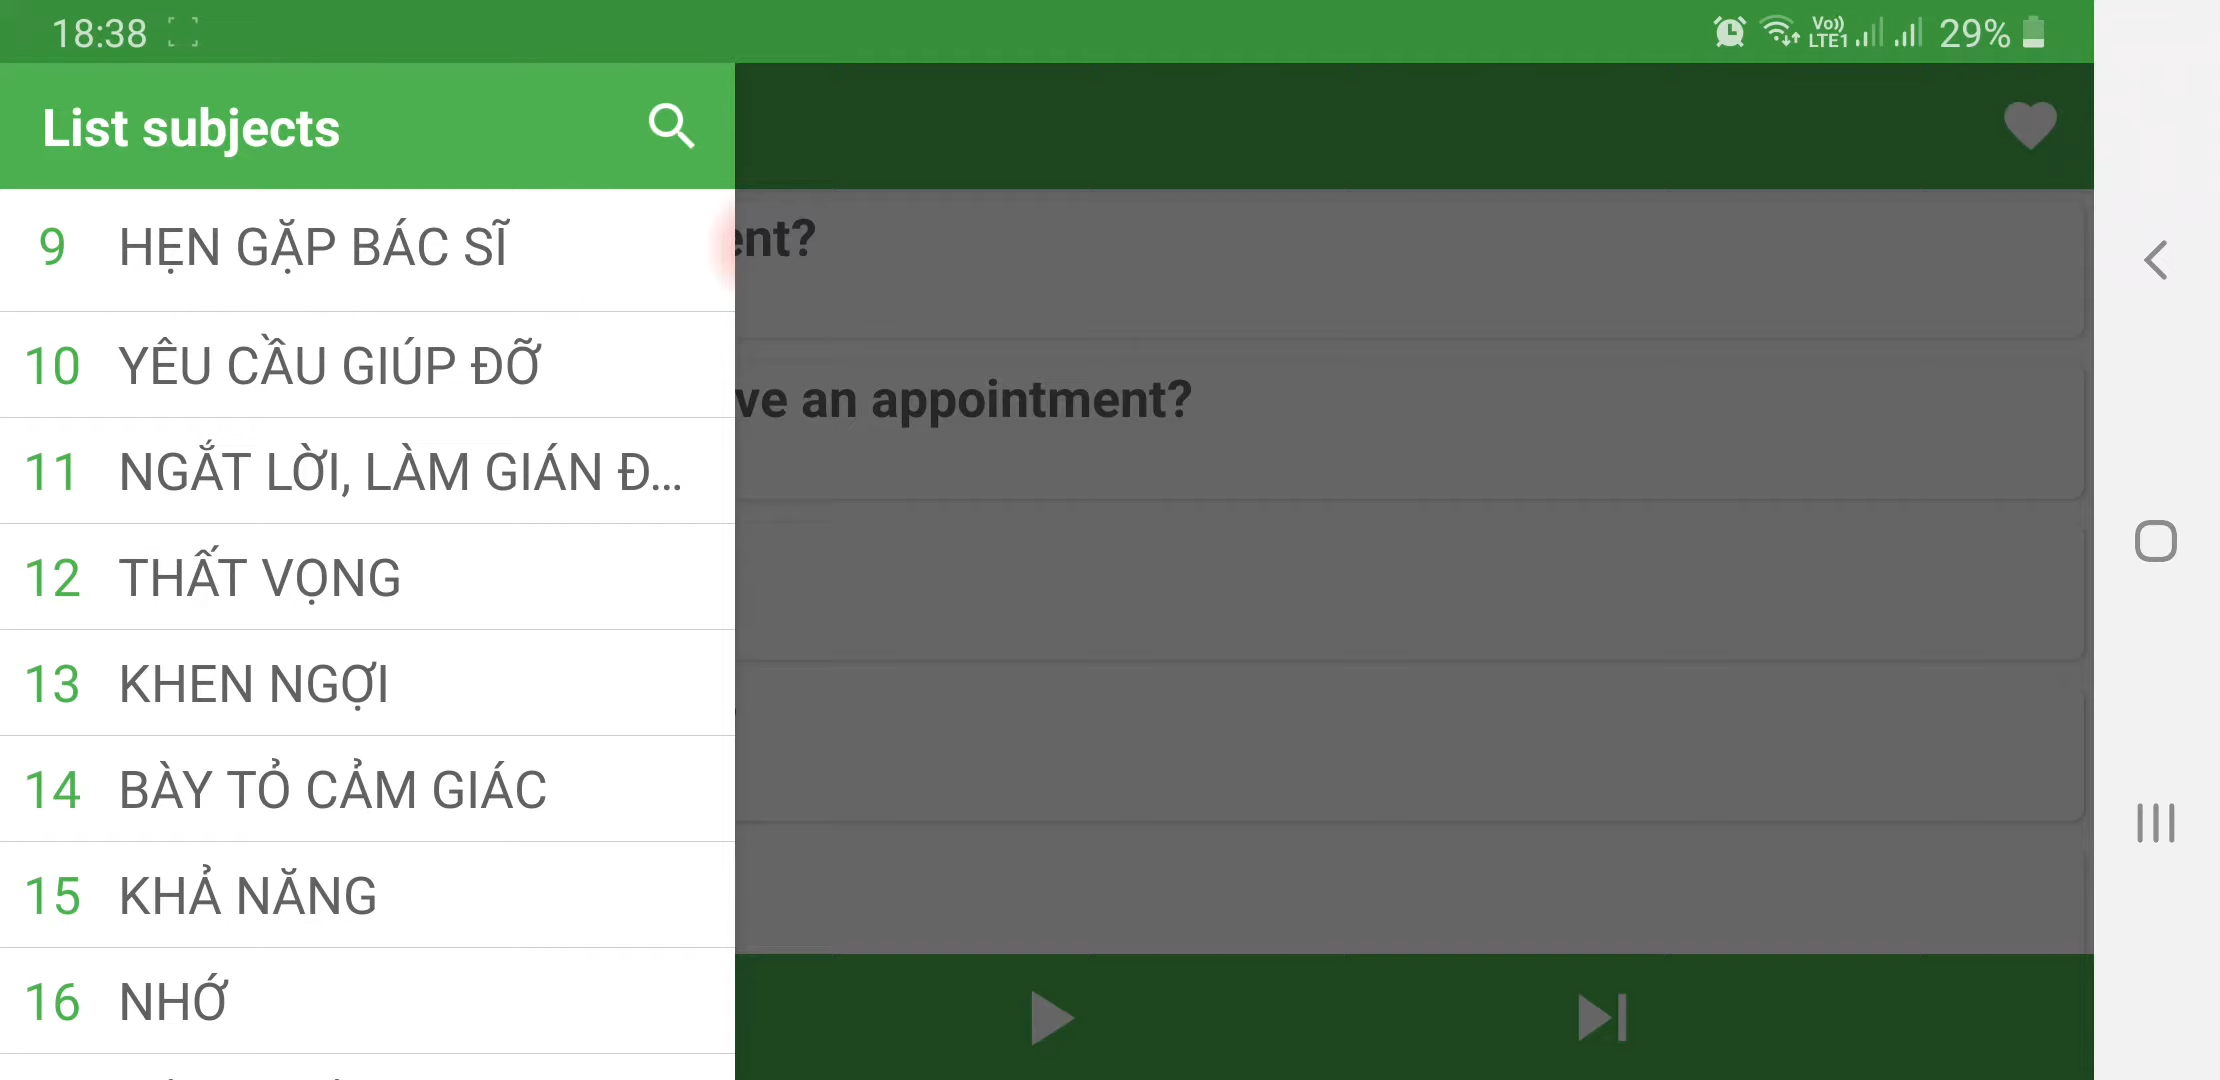 18:38
Vo)) LTE1 29%
List subjects
9 HẸN GẶP BÁC SĨ
ent?
10 YÊU CẦU GIÚP ĐỠ
ve an appointment?
11 NGẮT LỜI, LÀM GIÁN Đ...
12 THẤT VỌNG
13 KHEN NGỢI
14 BÀY TỎ CẢM GIÁC
15 KHẢ NĂNG
16 NHỚ